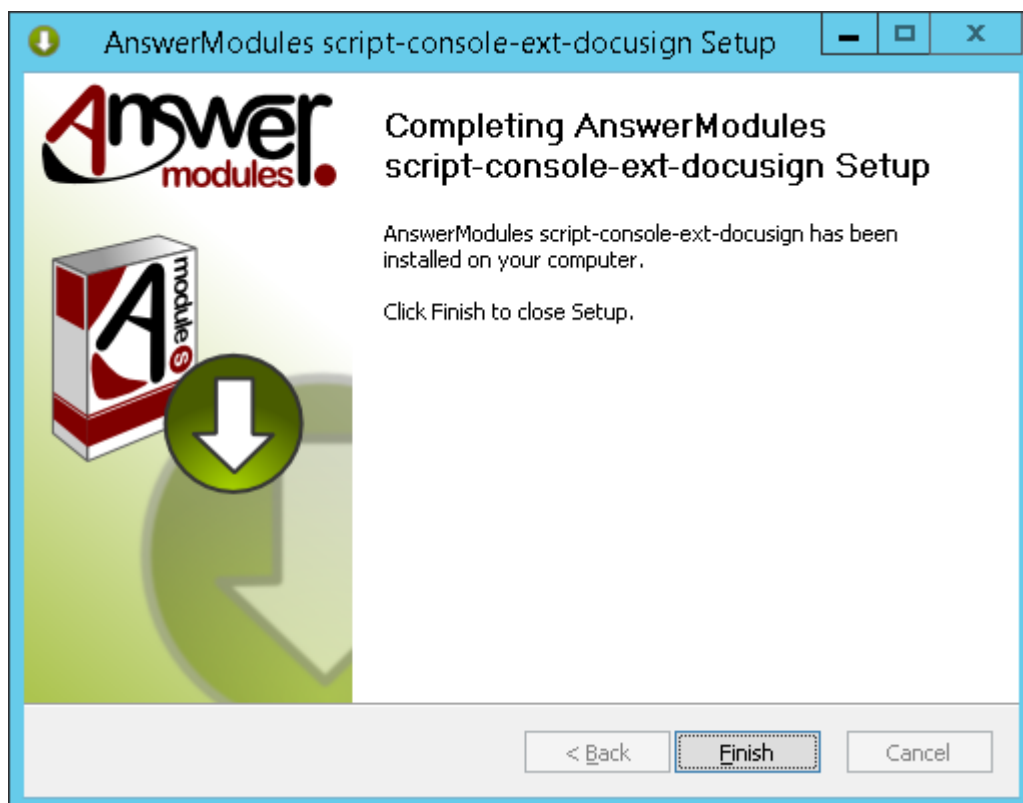 AnswerModules script-console-ext-docusign Setup
Answer
modules
Completing AnswerModules
script-console-ext-docusign Setup
AnswerModules script-console-ext-docusign has been
installed on your computer.
Click Finish to close Setup.
A
module s
< Back
Finish
Cancel